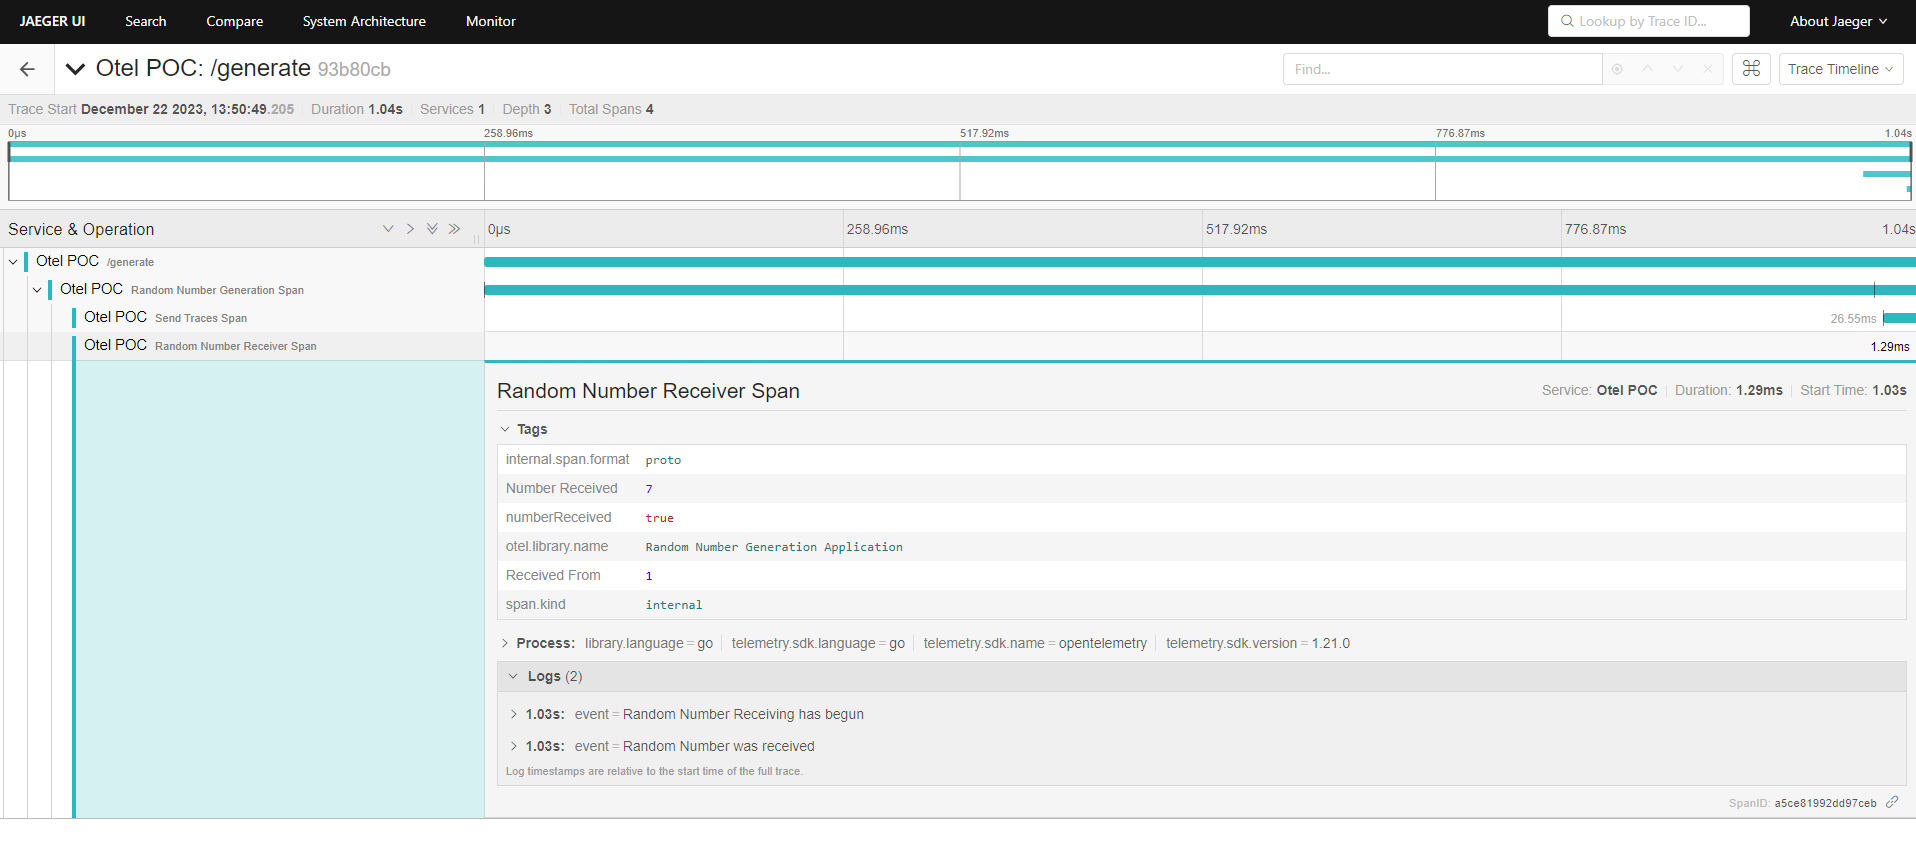 JAEGER UI Search Compare System Architecture Monitor Lookup by Trace ID... About Jaeger
Otel POC: /generate 93b80cb Find... Trace Timeline
Trace Start December 22 2023, 13:50:49.205 Duration 1.04s Services 1 Depth 3 Total Spans 4
0μs 258.96ms 517.92ms 776.87ms 1.04s
Service & Operation 0μs 258.96ms 517.92ms 776.87ms 1.04s
Otel POC /generate
Otel POC Random Number Generation Span
Otel POC Send Traces Span 26.55ms
Otel POC Random Number Receiver Span 1.29ms
Random Number Receiver Span Service: Otel POC Duration: 1.29ms Start Time: 1.03s
Tags
internal.span.format proto
Number Received 7
numberReceived true
otel.library.name Random Number Generation Application
Received From 1
span.kind internal
Process: library.language = go telemetry.sdk.language = go telemetry.sdk.name = opentelemetry telemetry.sdk.version = 1.21.0
Logs (2)
1.03s: event = Random Number Receiving has begun
1.03s: event = Random Number was received
Log timestamps are relative to the start time of the full trace.
SpanID: a5ce81992dd97ceb